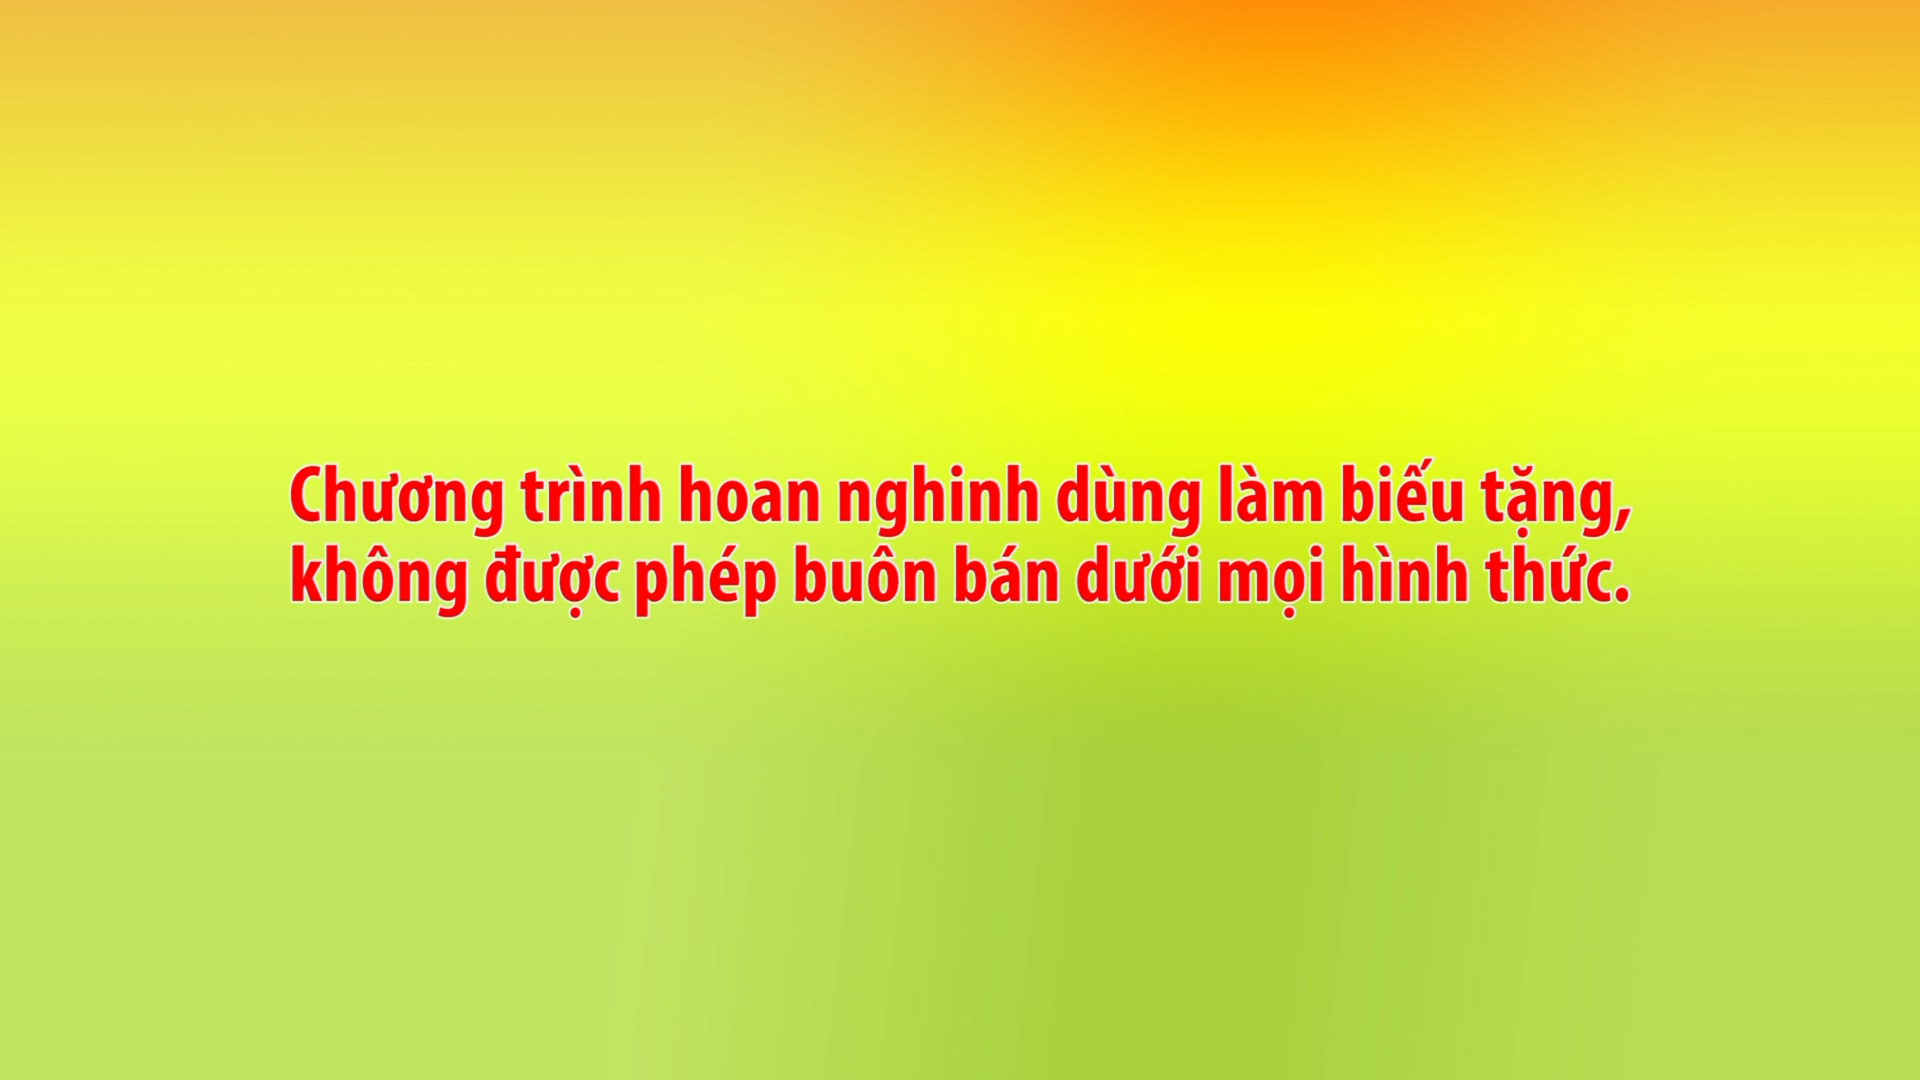 Chương trình hoan nghinh dùng làm biếu tặng,
không được phép buôn bán dưới mọi hình thức.